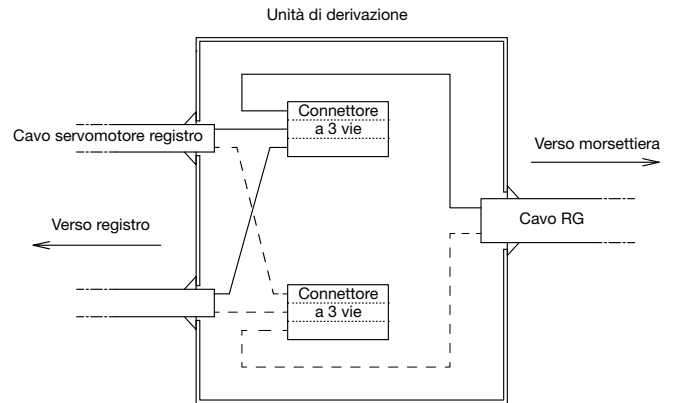 Unità di derivazione
Connettore
a 3 vie
Cavo servomotore registro
Verso morsettiera
Verso registro
Cavo RG
Connettore
a 3 vie